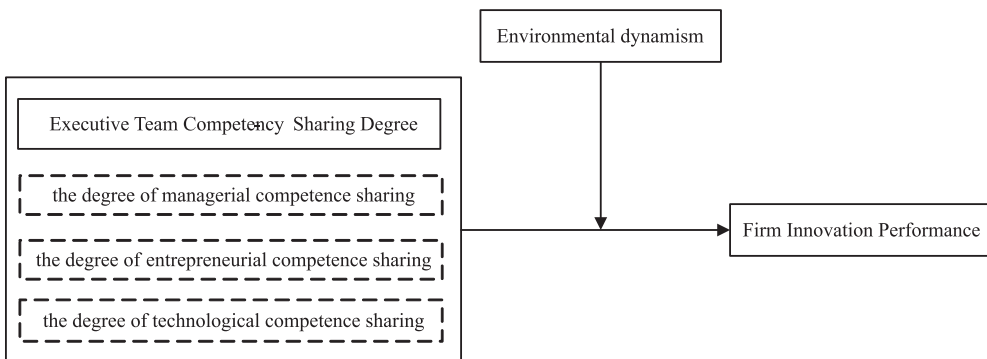 Environmental dynamism
Executive Team Competency Sharing Degree
the degree of managerial competence sharing
Firm Innovation Performance
the degree of entrepreneurial competence sharing
the degree of technological competence sharing